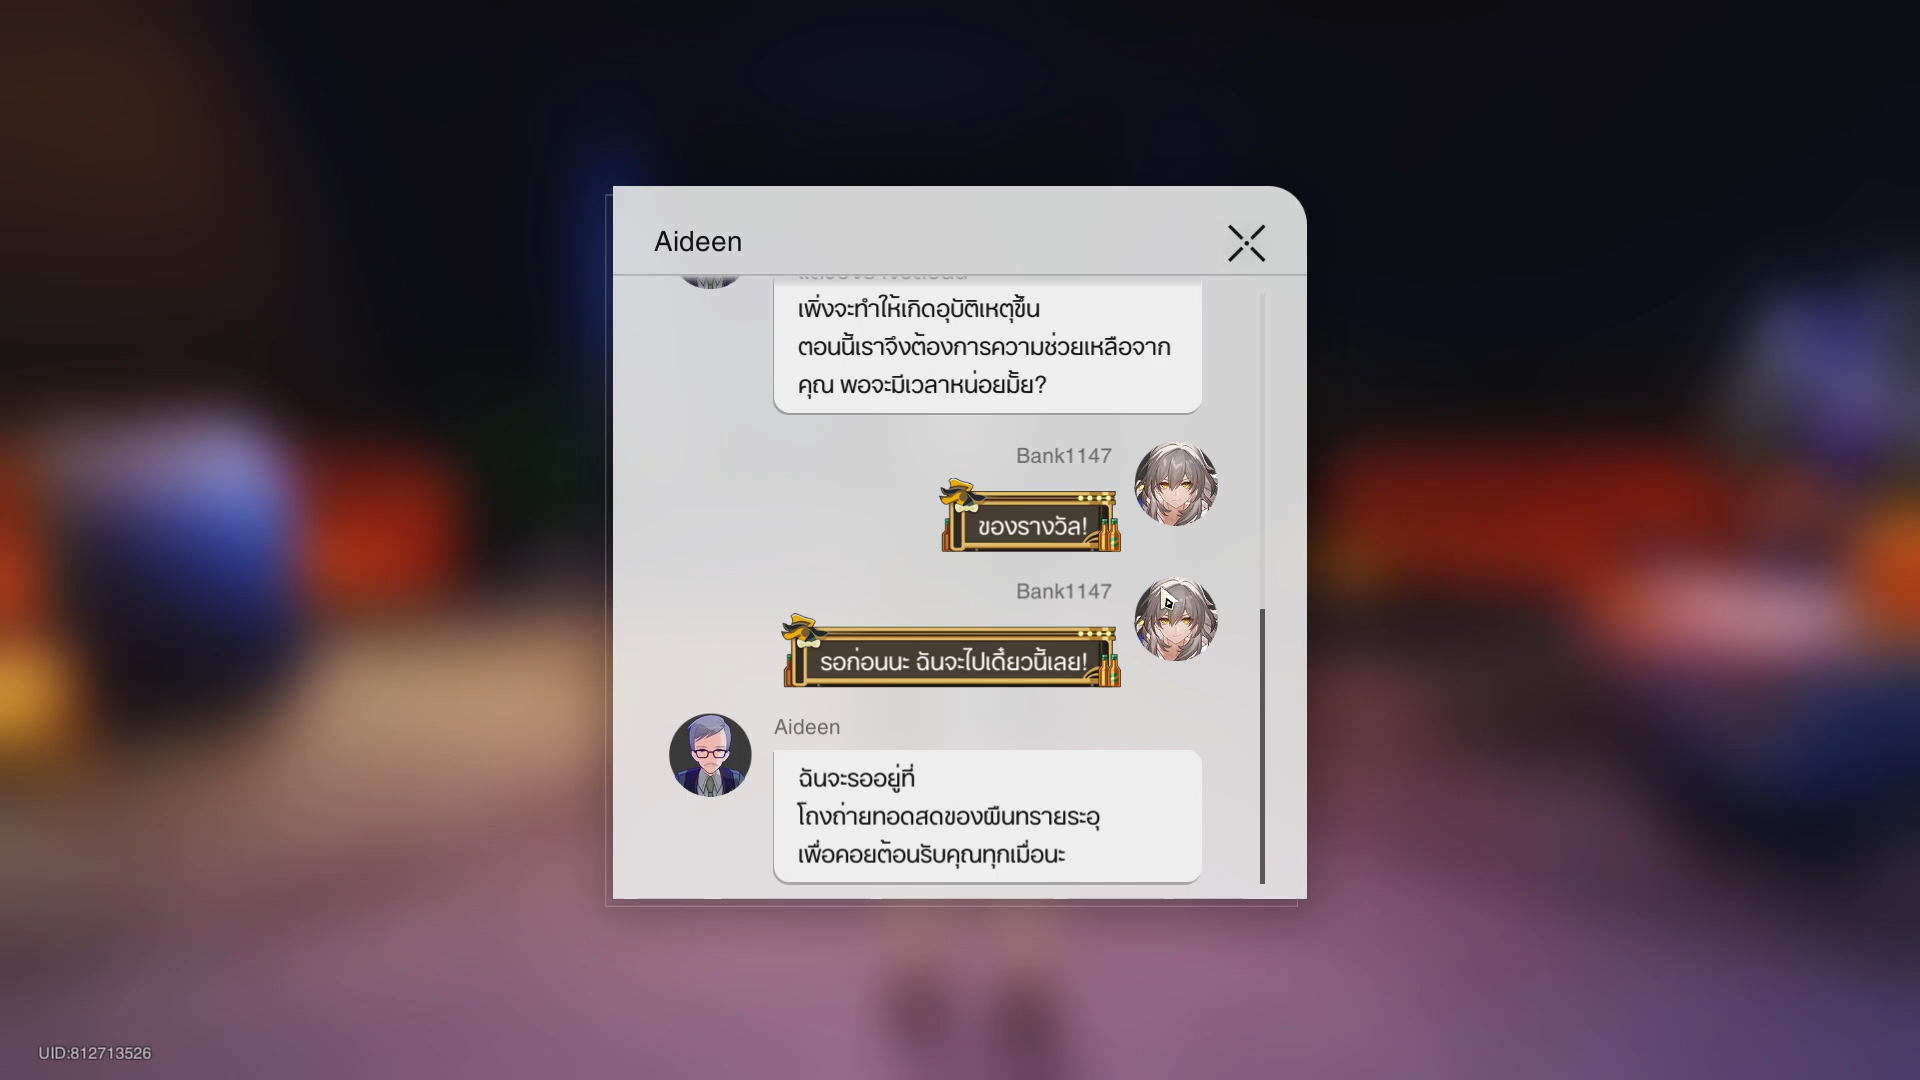 Aideen
เพิ่งจะทำให้เกิดอุบัติเหตุขึ้น
ตอนนี้เราจึงต้องการความช่วยเหลือจาก
คุณ พอจะมีเวลาหน่อยมั้ย?
Bank1147
ของรางวัล!
Bank1147
รอก่อนนะ ฉันจะไปเดี๋ยวนี้เลย!
Aideen
ฉันจะรออยู่ที่
โถงถ่ายทอดสดของผืนทรายระอุ
เพื่อคอยต้อนรับคุณทุกเมื่อนะ
UID:812713526